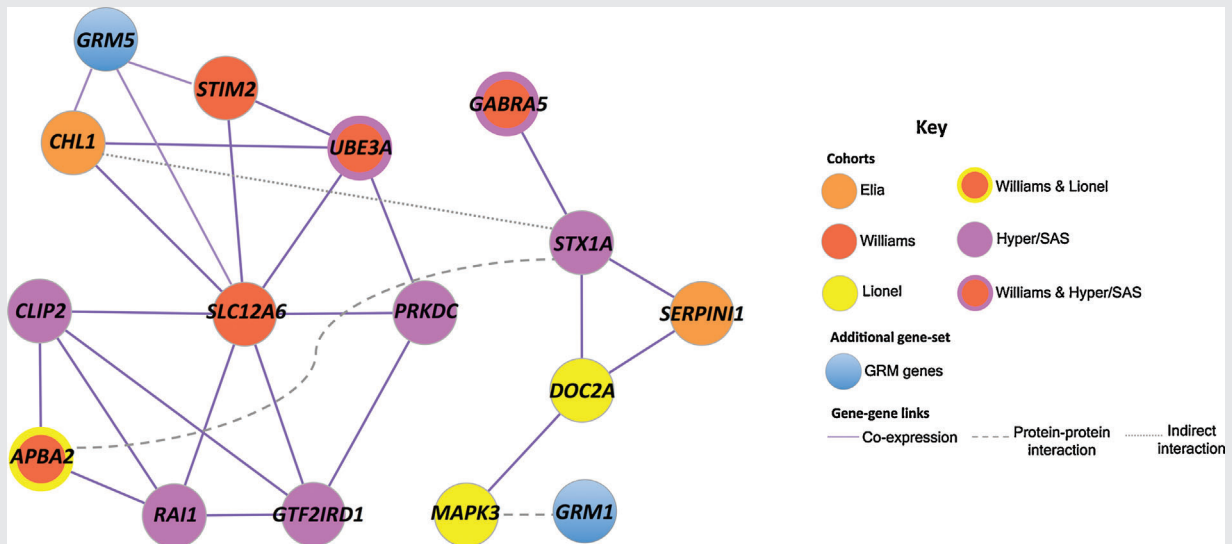 GRM5
STIM2
GABRA5
CHL1
UBE3A
STX1A
CLIP2
SLC12A6
PRKDC
SERPINI1
DOC2A
APBA2
RAI1
GTF2IRD1
MAPK3
GRM1
Key
Cohorts
Elia
Williams & Lionel
Williams
Hyper/SAS
Lionel
Williams & Hyper/SAS
Additional gene-set
GRM genes
Gene-gene links
Co-expression
Protein-protein
interaction
Indirect
interaction